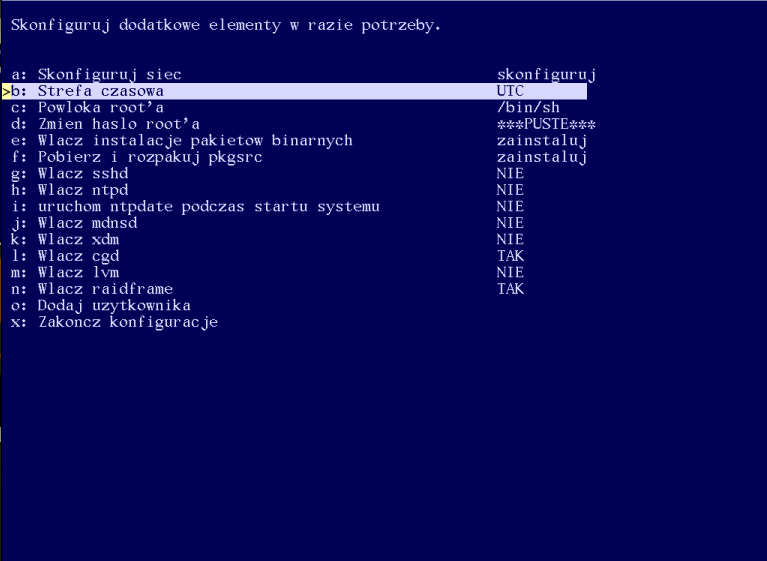 Skonfiguruj dodatkowe elementy w razie potrzeby.
a: Skonfiguruj siec skonfiguruj
>b: Strefa czasowa UTC
c: Powloka root'a /bin/sh
d: Zmien haslo root'a ***PUSTE***
e: Wlacz instalacje pakietow binarnych zainstaluj
f: Pobierz i rozpakuj pkgsrc zainstaluj
g: Wlacz sshd NIE
h: Wlacz ntpd NIE
i: uruchom ntpdate podczas startu systemu NIE
j: Wlacz mdnsd NIE
k: Wlacz xdm NIE
l: Wlacz cgd TAK
m: Wlacz lvm NIE
n: Wlacz raidframe TAK
o: Dodaj uzytkownika
x: Zakoncz konfiguracje